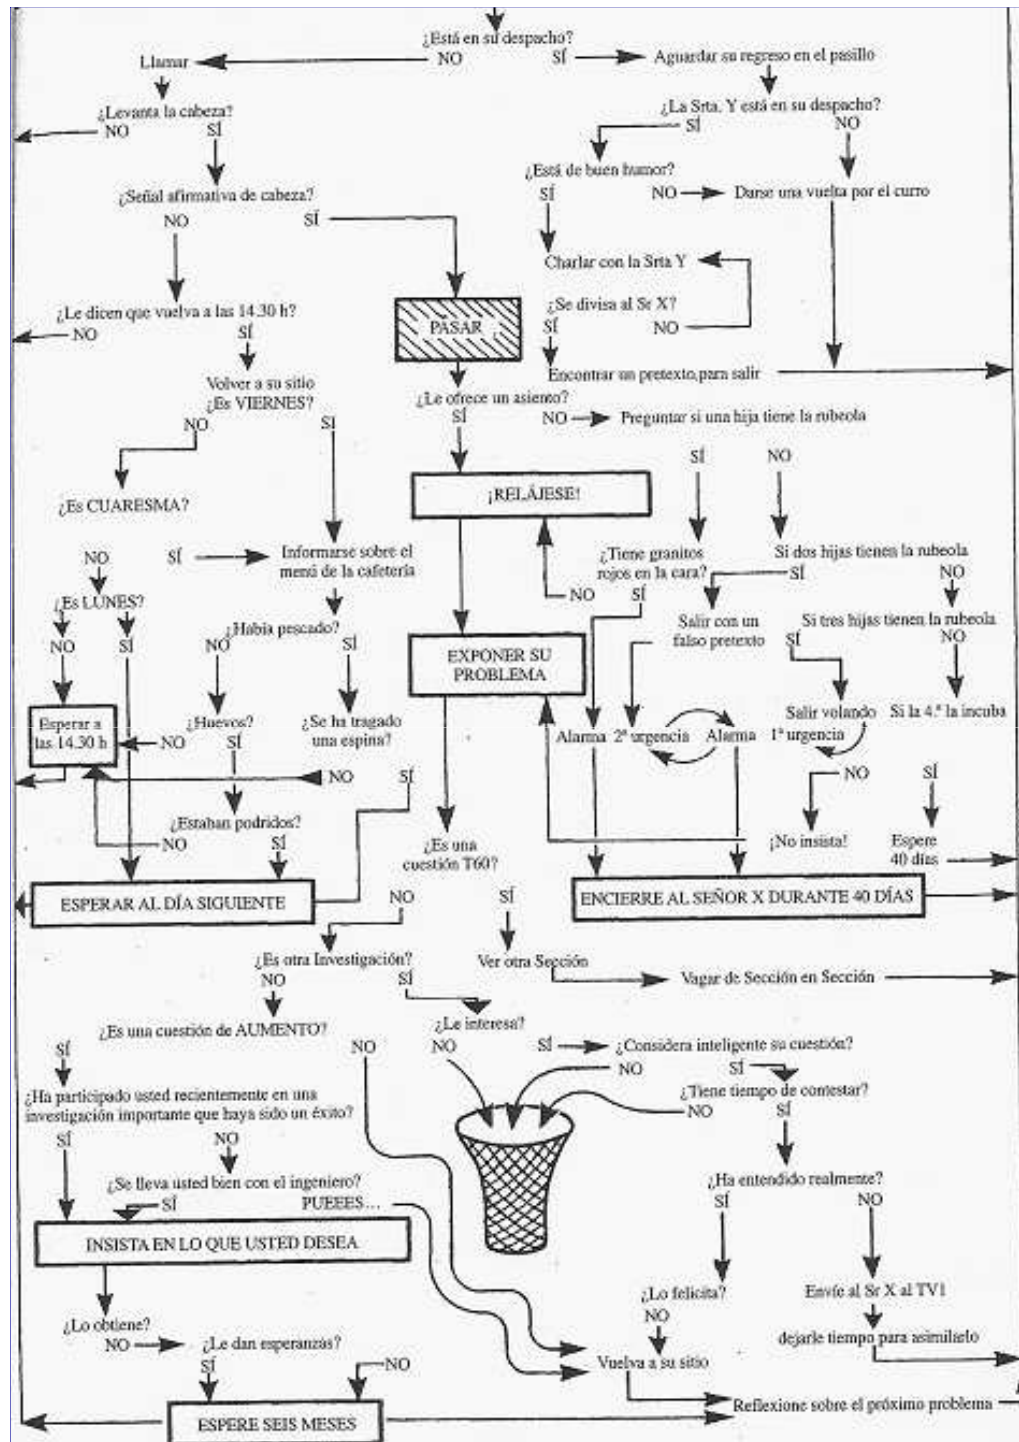 ¿Está en su despacho?
NO SÍ
Llamar
Aguardar su regreso en el pasillo
¿Levanta la cabeza?
NO SÍ
¿La Srta. Y está en su despacho?
SÍ NO
¿Está de buen humor?
SÍ NO
Darse una vuelta por el curro
¿Señal afirmativa de cabeza?
NO SÍ
Charlar con la Srta Y
¿Le dicen que vuelva a las 14.30 h?
NO SÍ
PASAR
¿Se divisa al Sr X?
SÍ NO
Volver a su sitio
¿Es VIERNES?
NO SÍ
Encontrar un pretexto,para salir
¿Le ofrece un asiento?
SÍ NO
Preguntar si una hija tiene la rubeola
SÍ NO
¡RELÁJESE!
¿Es CUARESMA?
NO SÍ
Informarse sobre el
menú de la cafetería
¿Tiene granitos
rojos en la cara?
NO SÍ
Si dos hijas tienen la rubeola
SÍ NO
¿Es LUNES?
NO SÍ
¿Había pescado?
NO SÍ
Salir con un
falso pretexto
Si tres hijas tienen la rubeola
SÍ NO
EXPONER SU
PROBLEMA
Esperar a
las 14.30 h
¿Huevos?
NO SÍ
¿Se ha tragado
una espina?
NO SÍ
Alarma 2ª urgencia Alarma
Salir volando
1ª urgencia
Si la 4.ª la incuba
NO SÍ
¿Estaban podridos?
NO SÍ
¿Es una
cuestión T60?
NO SÍ
¡No insista!
Espere
40 días
ESPERAR AL DÍA SIGUIENTE
ENCIERRE AL SEÑOR X DURANTE 40 DÍAS
¿Es otra Investigación?
NO SÍ
Ver otra Sección
Vagar de Sección en Sección
¿Es una cuestión de AUMENTO?
SÍ NO
¿Le interesa?
NO SÍ
¿Considera inteligente su cuestión?
NO SÍ
¿Ha participado usted recientemente en una
investigación importante que haya sido un éxito?
SÍ NO
¿Tiene tiempo de contestar?
NO SÍ
¿Se lleva usted bien con el ingeniero?
SÍ PUEEES...
¿Ha entendido realmente?
SÍ NO
INSISTA EN LO QUE USTED DESEA
¿Lo felicita?
NO
Envíe al Sr X al TV1
¿Lo obtiene?
NO
¿Le dan esperanzas?
SÍ NO
dejarle tiempo para asimilarlo
Vuelva a su sitio
ESPERE SEIS MESES
Reflexione sobre el próximo problema